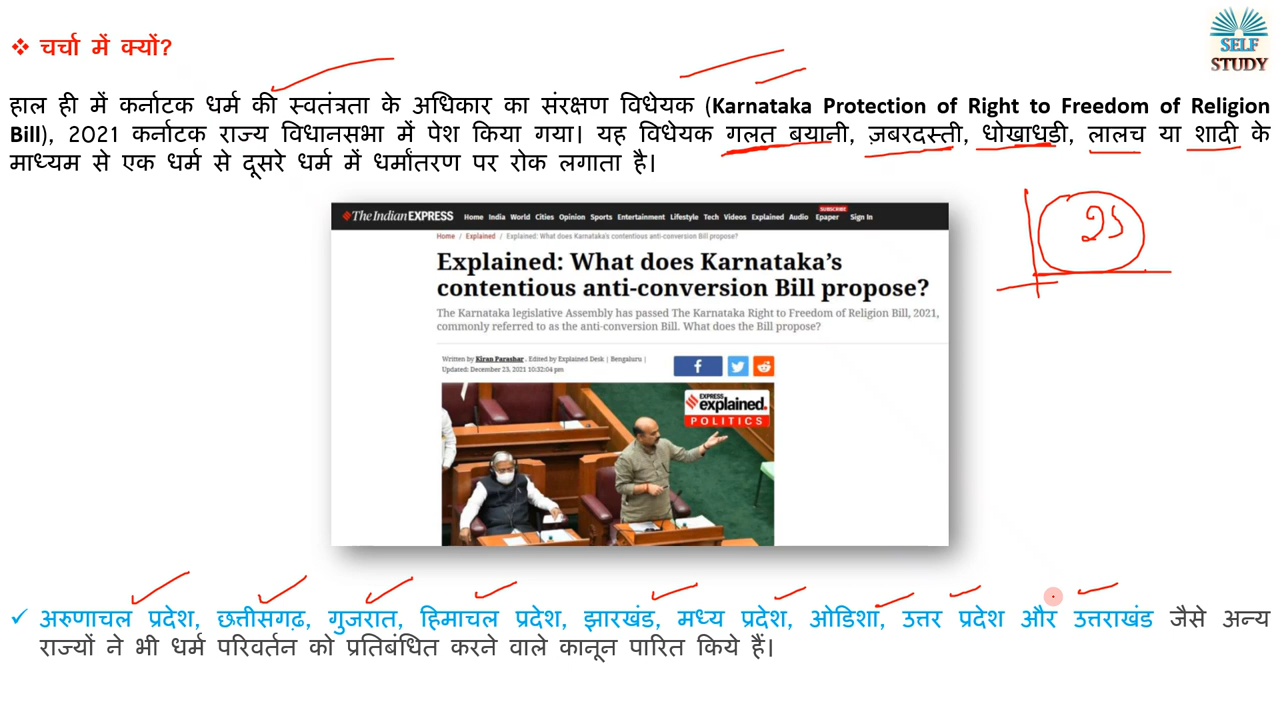 ❖ चर्चा में क्यों?
SELF
STUDY
हाल ही में कर्नाटक धर्म की स्वतंत्रता के अधिकार का संरक्षण विधेयक (Karnataka Protection of Right to Freedom of Religion
Bill), 2021 कर्नाटक राज्य विधानसभा में पेश किया गया। यह विधेयक गलत बयानी, ज़बरदस्ती, धोखाधड़ी, लालच या शादी के
माध्यम से एक धर्म से दूसरे धर्म में धर्मांतरण पर रोक लगाता है।
The Indian EXPRESS Home India World Cities Opinion Sports Entertainment Lifestyle Tech Videos Explained Audio SUBSCRIBE Epaper Sign In
Home / Explained / Explained: What does Karnataka's contentious anti-conversion Bill propose?
25
Explained: What does Karnataka's
contentious anti-conversion Bill propose?
The Karnataka legislative Assembly has passed The Karnataka Right to Freedom of Religion Bill, 2021,
commonly referred to as the anti-conversion Bill. What does the Bill propose?
Written by Kiran Parashar , Edited by Explained Desk | Bengaluru |
Updated: December 23, 2021 10:32:04 pm
EXPRESS
explained.
POLITICS
✓ अरुणाचल प्रदेश, छत्तीसगढ़, गुजरात, हिमाचल प्रदेश, झारखंड, मध्य प्रदेश, ओडिशा, उत्तर प्रदेश और उत्तराखंड जैसे अन्य
राज्यों ने भी धर्म परिवर्तन को प्रतिबंधित करने वाले कानून पारित किये हैं।